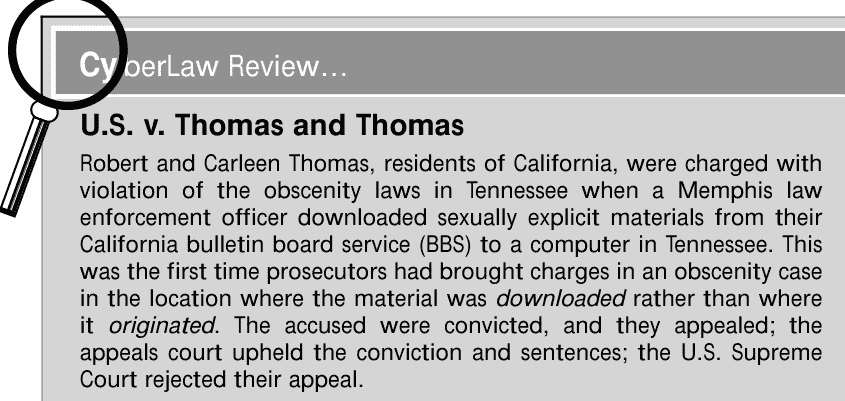 CyberLaw Review...
U.S. v. Thomas and Thomas
Robert and Carleen Thomas, residents of California, were charged with
violation of the obscenity laws in Tennessee when a Memphis law
enforcement officer downloaded sexually explicit materials from their
California bulletin board service (BBS) to a computer in Tennessee. This
was the first time prosecutors had brought charges in an obscenity case
in the location where the material was downloaded rather than where
it originated. The accused were convicted, and they appealed; the
appeals court upheld the conviction and sentences; the U.S. Supreme
Court rejected their appeal.